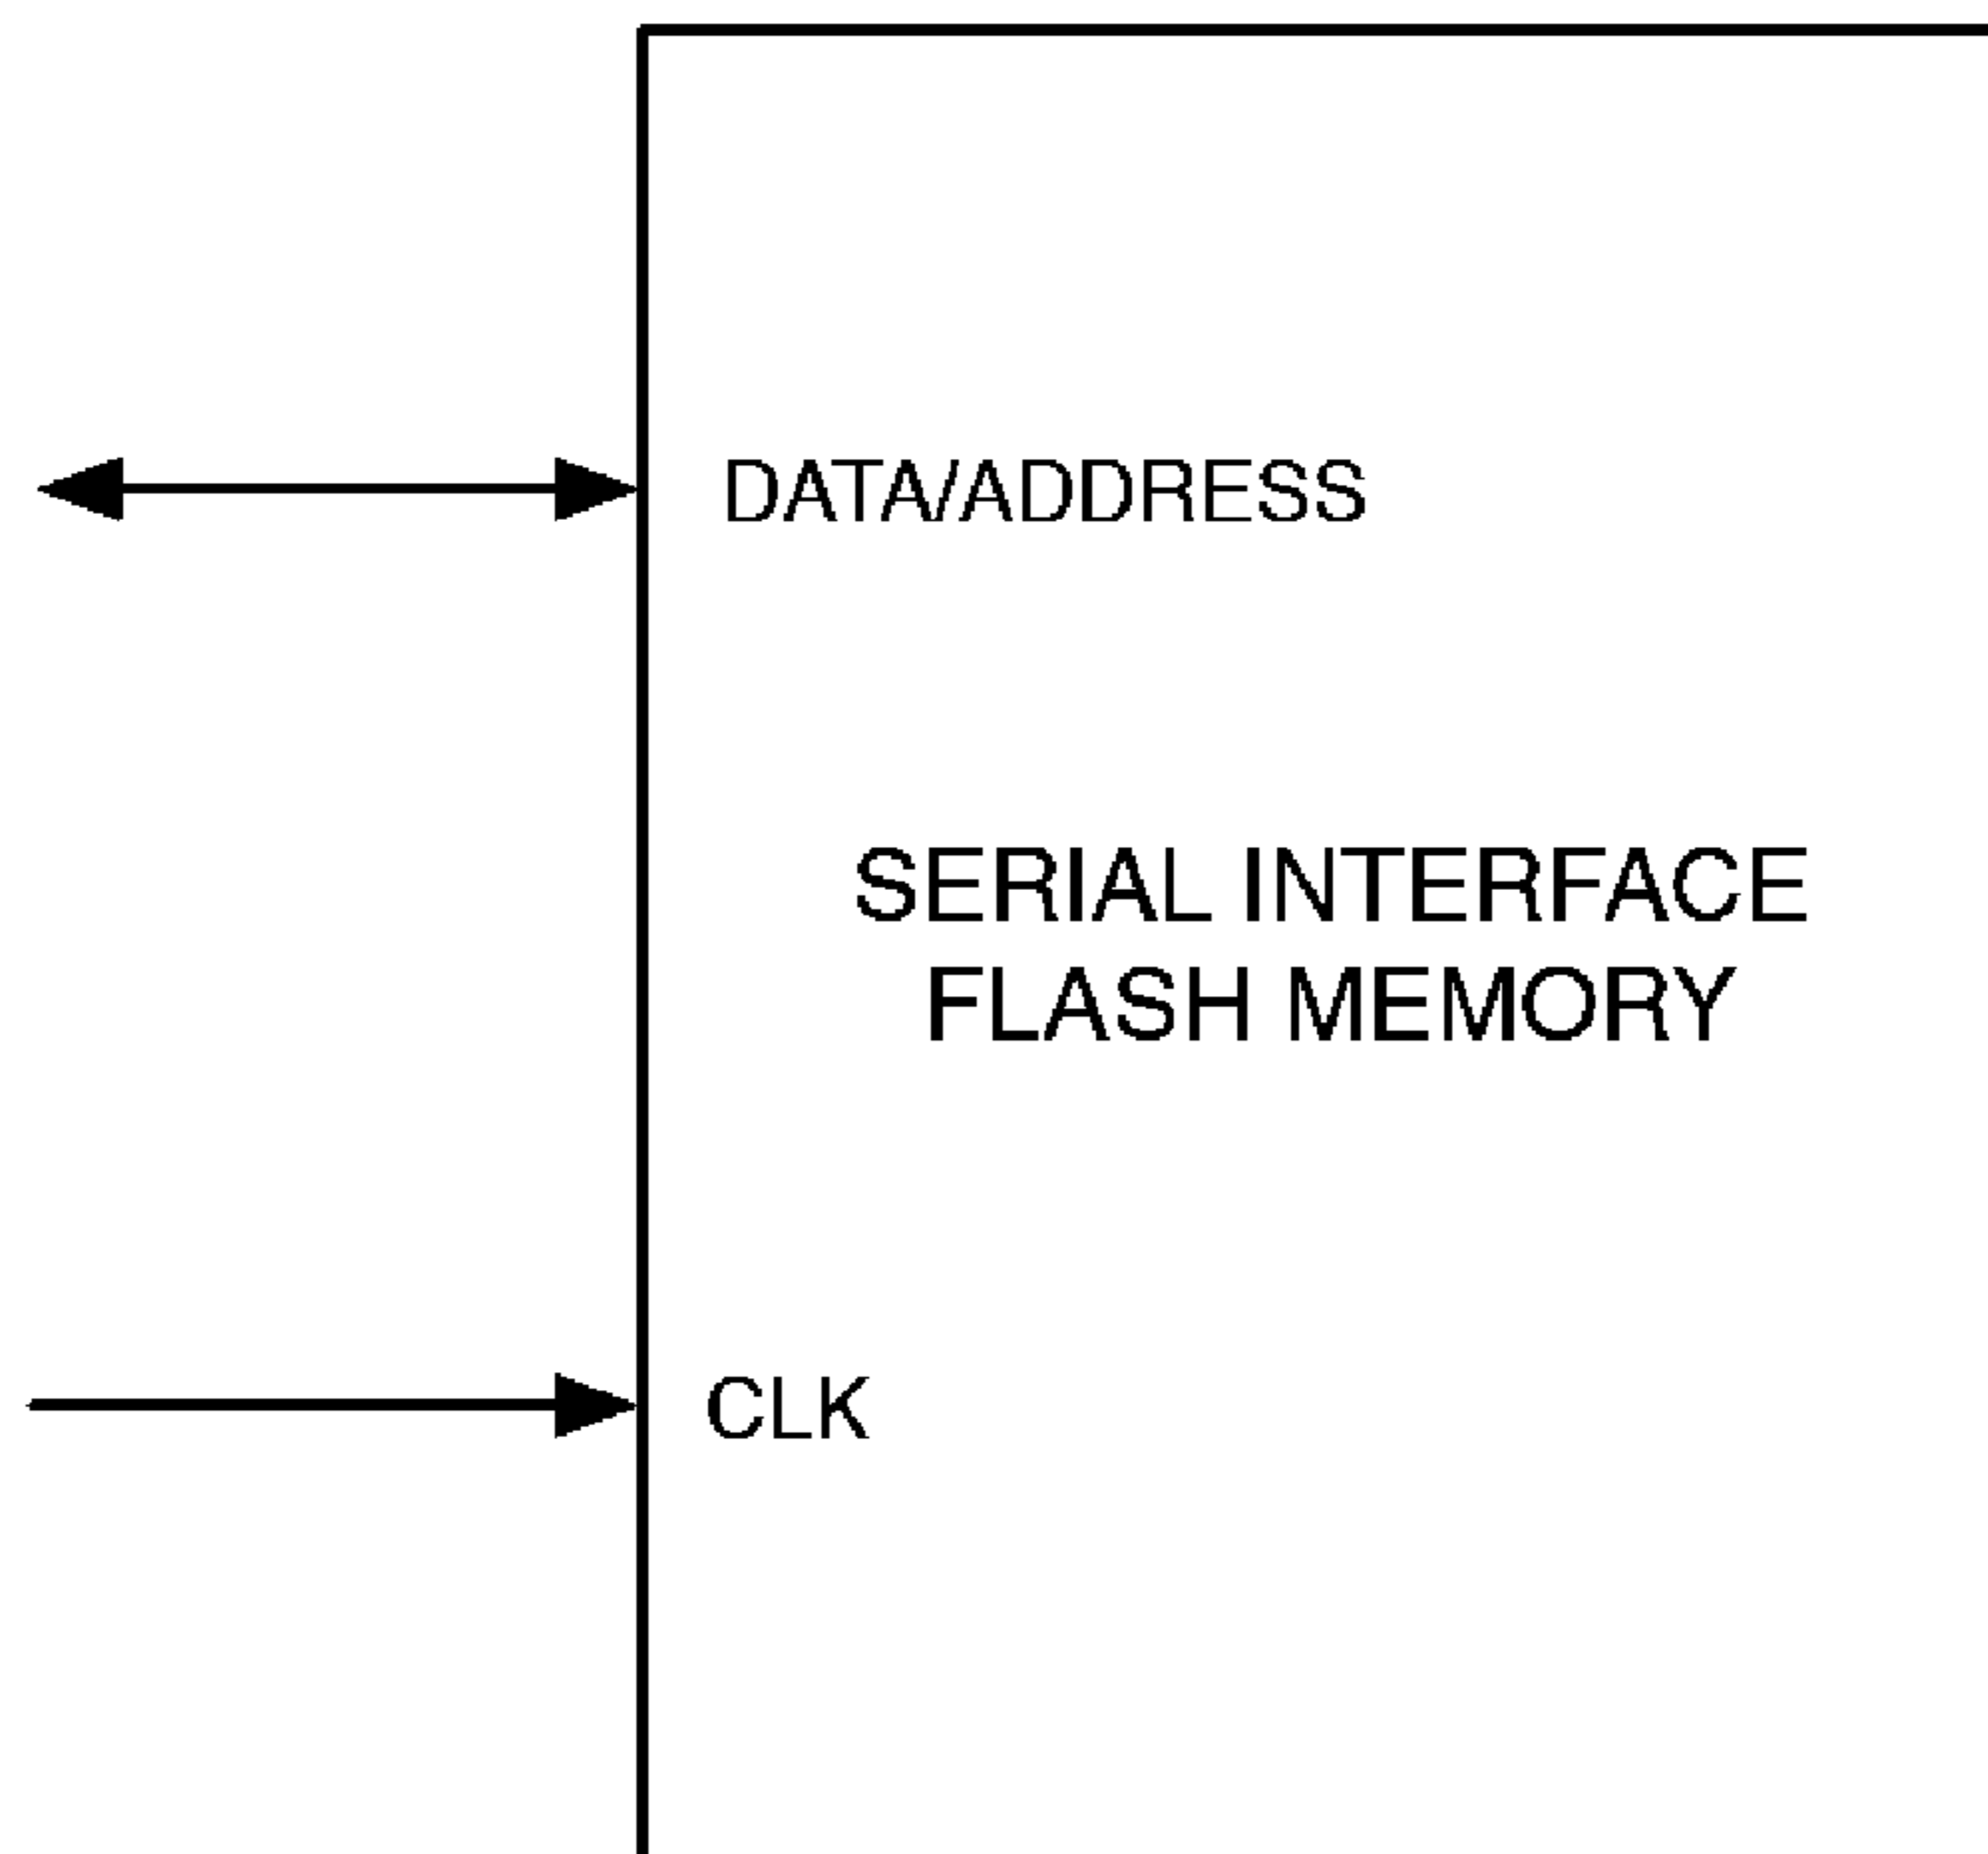 DATA/ADDRESS
SERIAL INTERFACE
FLASH MEMORY
CLK